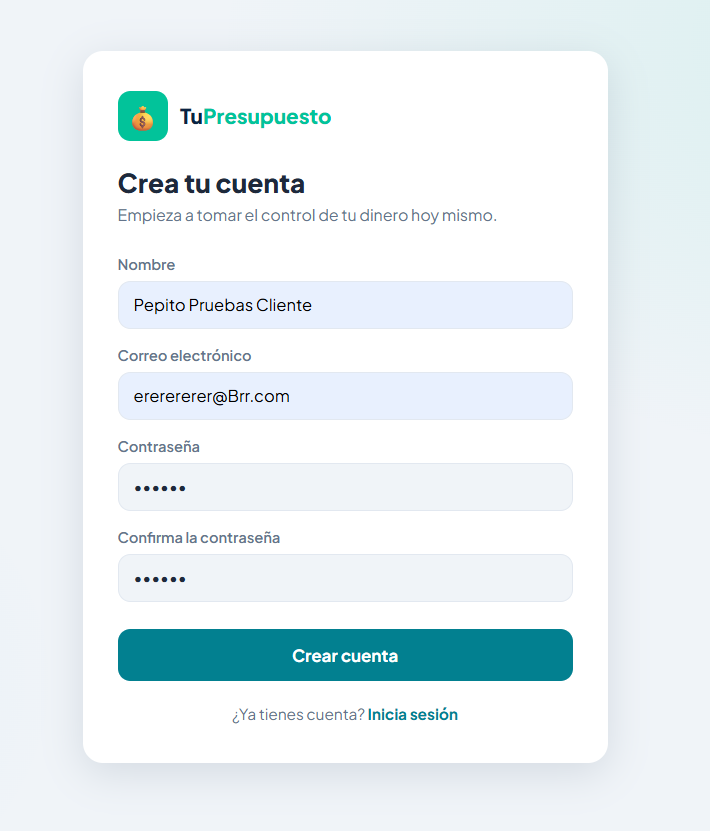 TuPresupuesto
Crea tu cuenta
Empieza a tomar el control de tu dinero hoy mismo.
Nombre
Pepito Pruebas Cliente
Correo electrónico
erererererer@Brr.com
Contraseña
••••••
Confirma la contraseña
••••••
Crear cuenta
¿Ya tienes cuenta? Inicia sesión